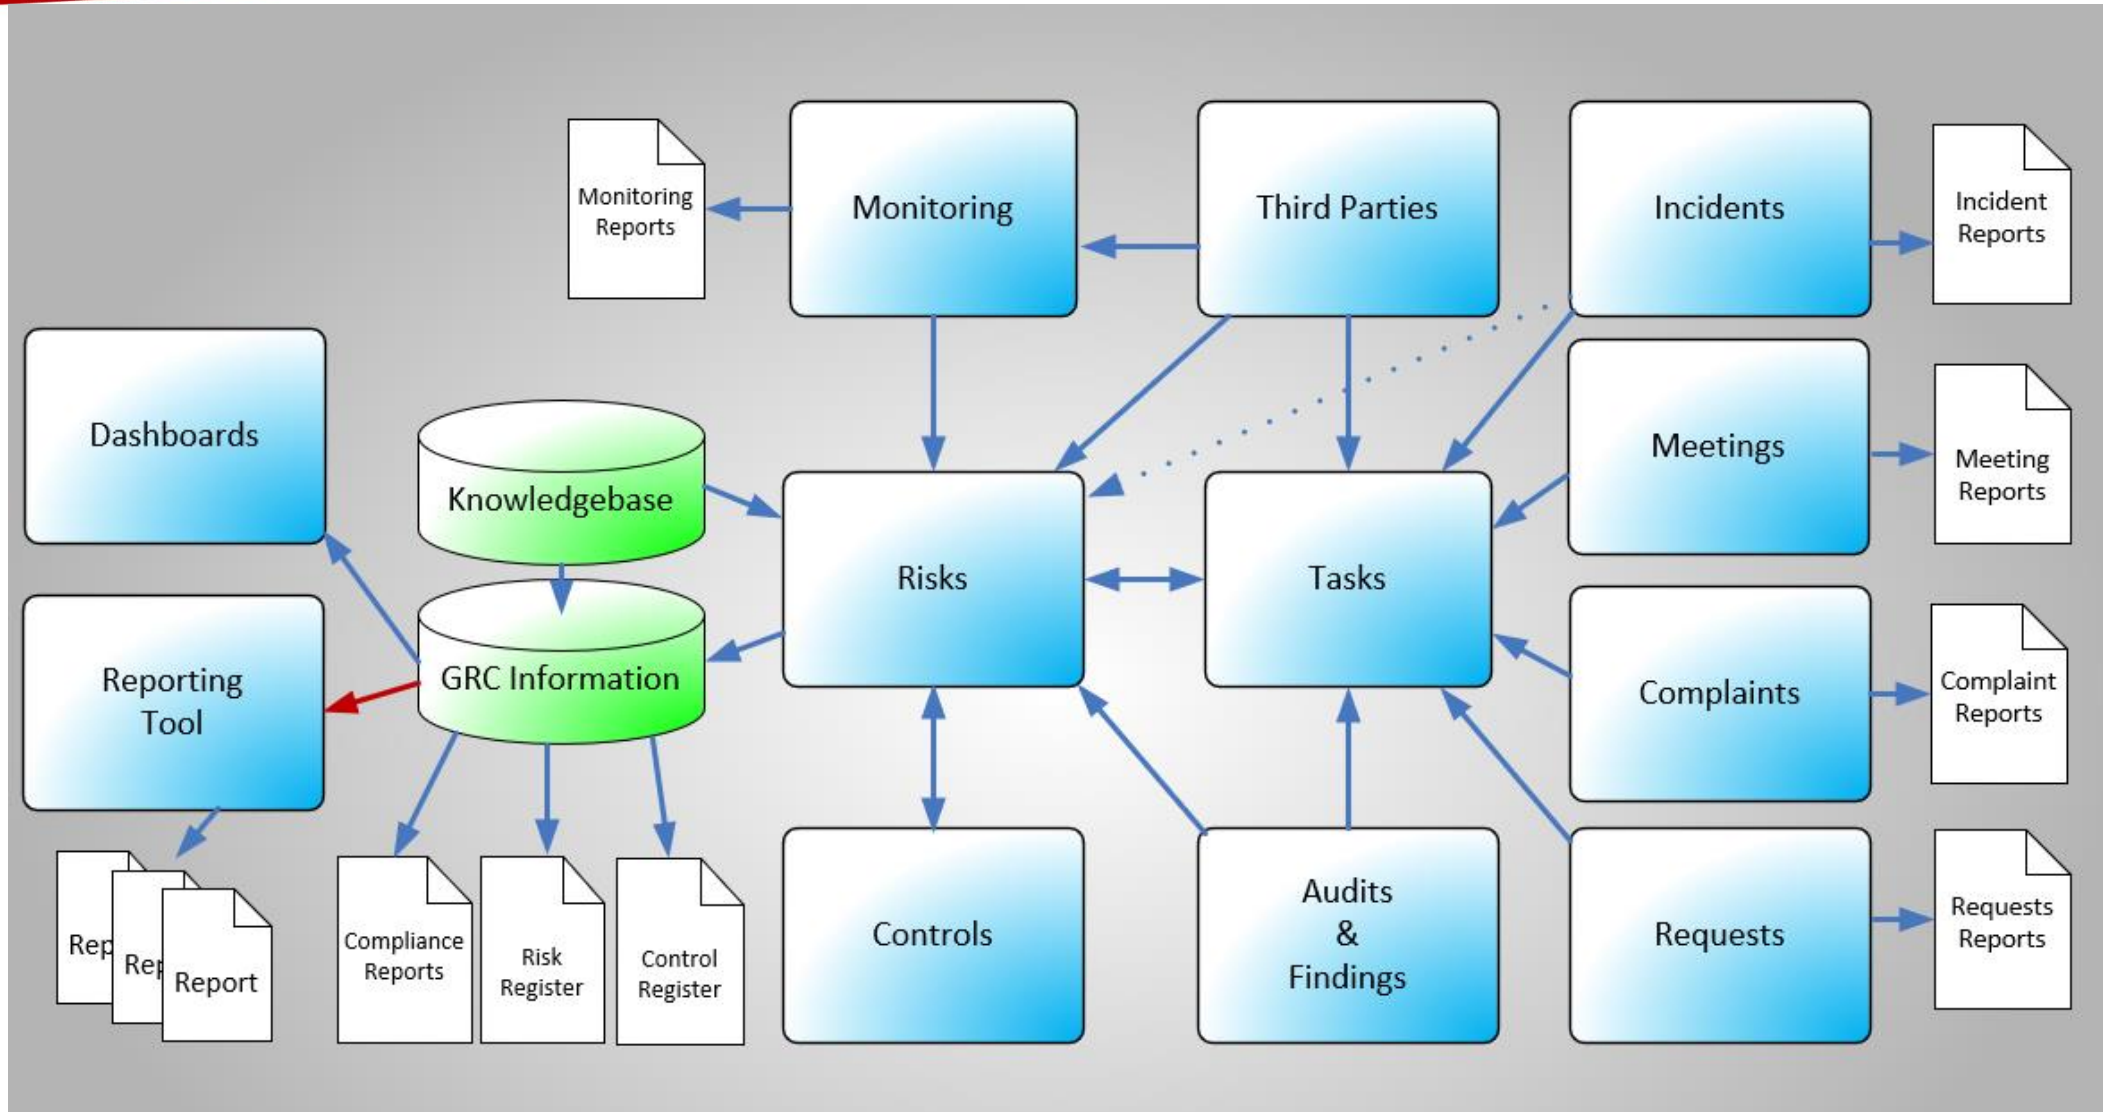 Monitoring
Reports
Monitoring
Third Parties
Incidents
Incident
Reports
Dashboards
Knowledgebase
Meetings
Meeting
Reports
Risks
Tasks
Reporting
Tool
GRC Information
Complaints
Complaint
Reports
Rep
Rep
Report
Compliance
Reports
Risk
Register
Control
Register
Controls
Audits
&
Findings
Requests
Requests
Reports